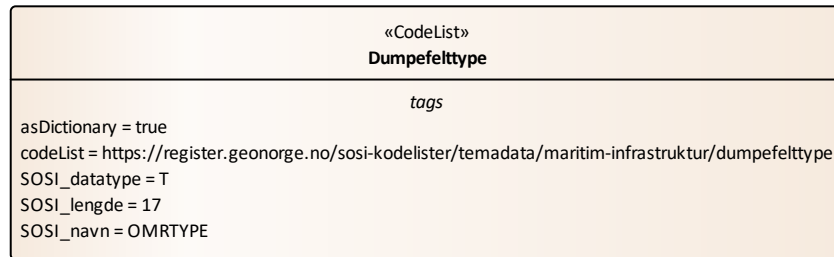 «CodeList»
Dumpefelttype
tags
asDictionary = true
codeList = https://register.geonorge.no/sosi-kodelister/temadata/maritim-infrastruktur/dumpefelttype
SOSI_datatype = T
SOSI_lengde = 17
SOSI_navn = OMRTYPE